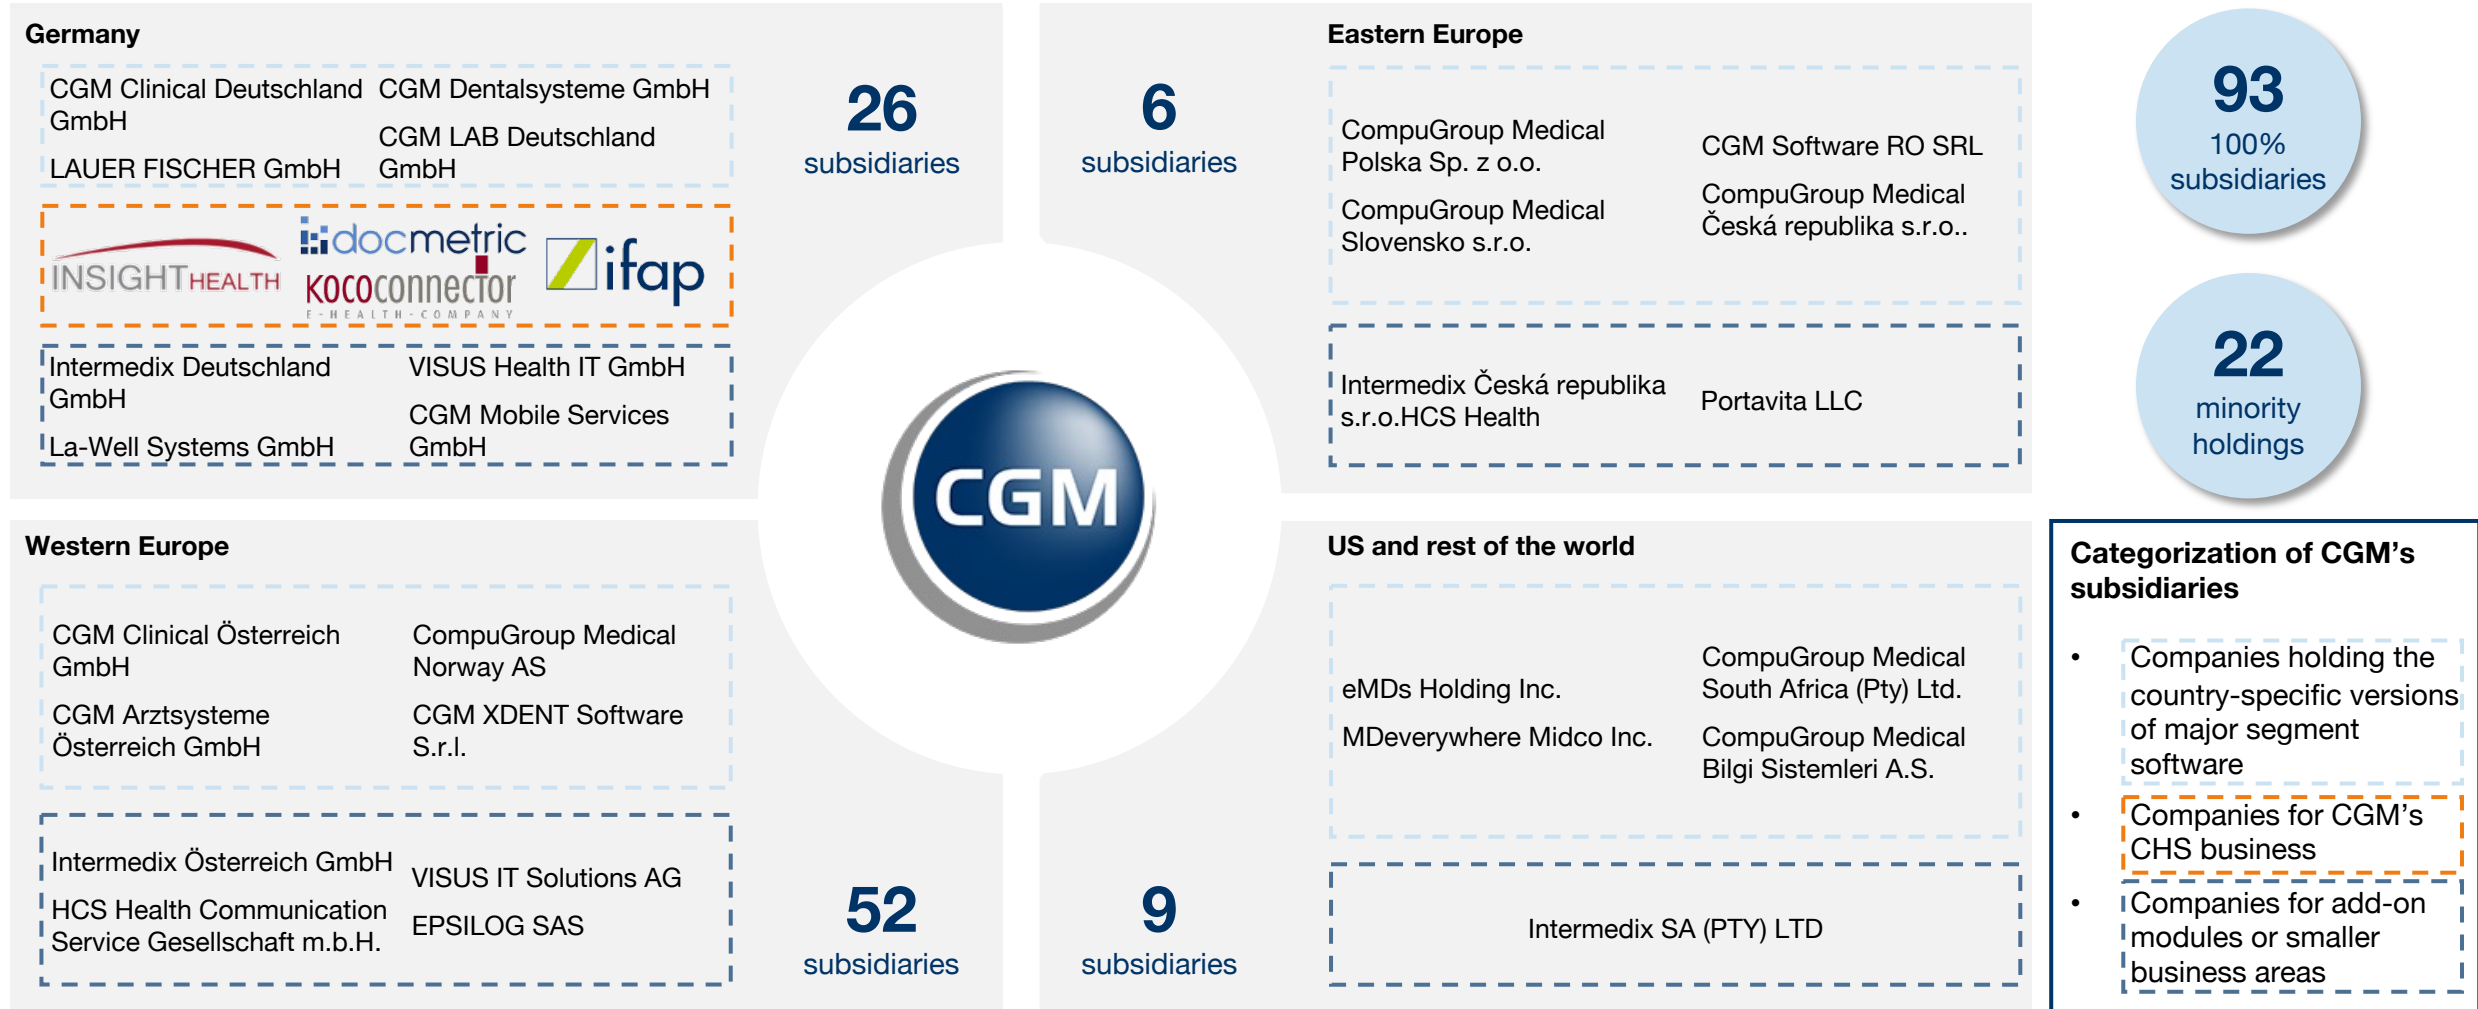 Germany
CGM Clinical Deutschland
GmbH
LAUER FISCHER GmbH
CGM Dentalsysteme GmbH
CGM LAB Deutschland
GmbH
26
subsidiaries
INSIGHT HEALTH
docmetric
KOCOCONNECTOR
E-HEALTH-COMPANY
ifap
Intermedix Deutschland
GmbH
La-Well Systems GmbH
VISUS Health IT GmbH
CGM Mobile Services
GmbH
6
subsidiaries
Eastern Europe
CompuGroup Medical
Polska Sp. z o.o.
CompuGroup Medical
Slovensko s.r.o.
CGM Software RO SRL
CompuGroup Medical
Česká republika s.r.o..
Intermedix Česká republika
s.r.o.HCS Health
Portavita LLC
93
100%
subsidiaries
22
minority
holdings
CGM
Western Europe
CGM Clinical Österreich
GmbH
CGM Arztsysteme
Österreich GmbH
CompuGroup Medical
Norway AS
CGM XDENT Software
S.r.l.
Intermedix Österreich GmbH
HCS Health Communication
Service Gesellschaft m.b.H.
VISUS IT Solutions AG
EPSILOG SAS
52
subsidiaries
9
subsidiaries
US and rest of the world
eMDs Holding Inc.
MDeverywhere Midco Inc.
CompuGroup Medical
South Africa (Pty) Ltd.
CompuGroup Medical
Bilgi Sistemleri A.S.
Intermedix SA (PTY) LTD
Categorization of CGM’s
subsidiaries
• Companies holding the
country-specific versions
of major segment
software
• Companies for CGM’s
CHS business
• Companies for add-on
modules or smaller
business areas